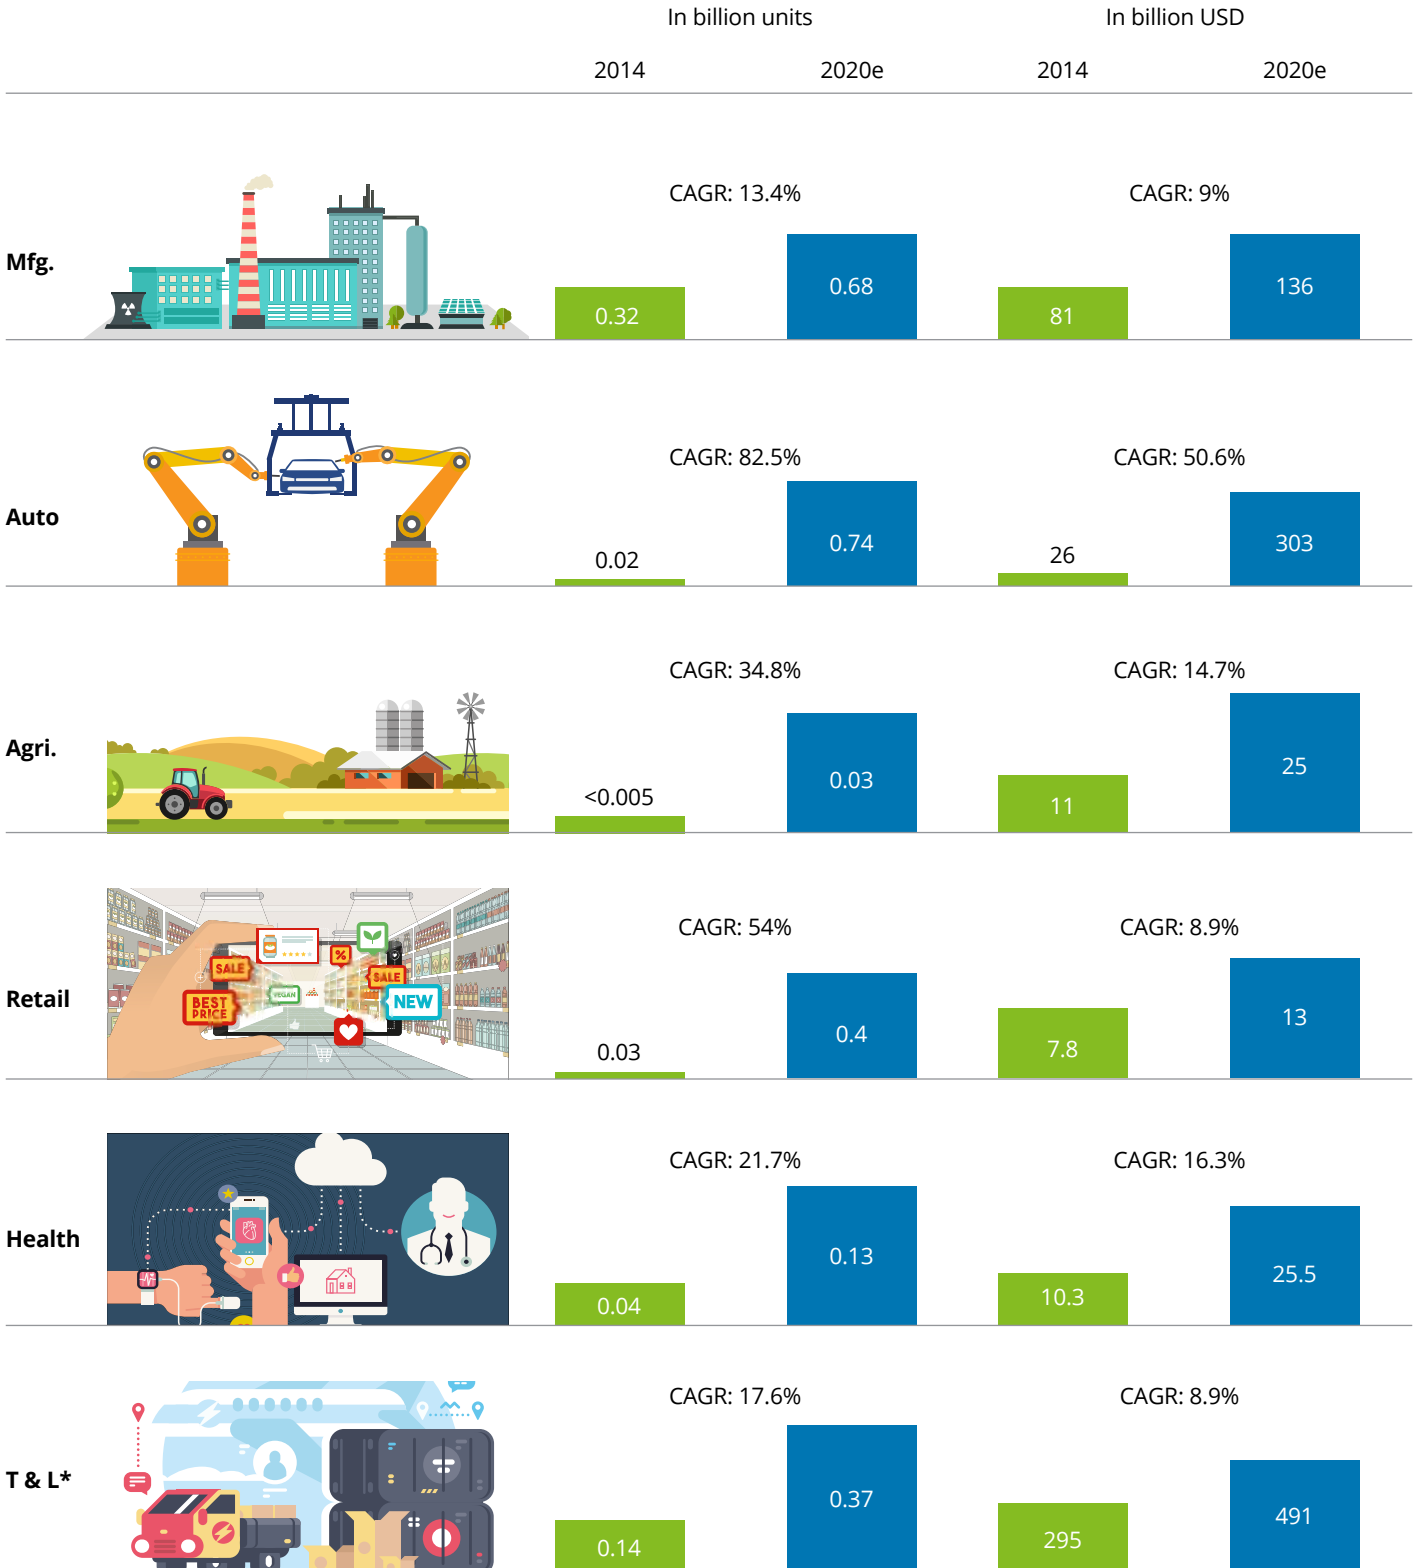 In billion units In billion USD
2014 2020e 2014 2020e
Mfg.
CAGR: 13.4% CAGR: 9%
0.32 0.68 81 136
Auto
CAGR: 82.5% CAGR: 50.6%
0.02 0.74 26 303
Agri.
CAGR: 34.8% CAGR: 14.7%
<0.005 0.03 11 25
Retail
SALE
BEST
PRICE
VEGAN
%
SALE
NEW
CAGR: 54% CAGR: 8.9%
0.03 0.4 7.8 13
Health
CAGR: 21.7% CAGR: 16.3%
0.04 0.13 10.3 25.5
T & L*
CAGR: 17.6% CAGR: 8.9%
0.14 0.37 295 491